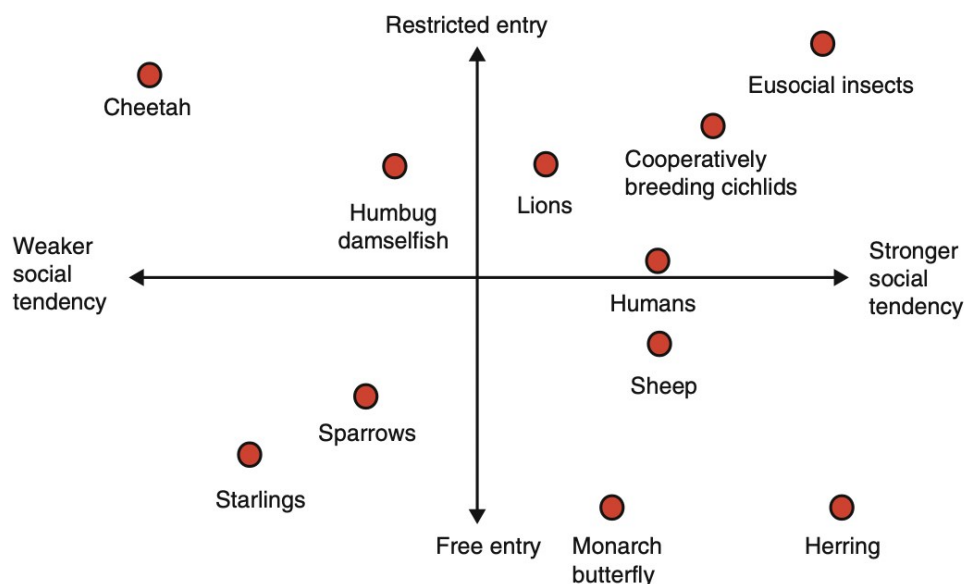 Restricted entry
Cheetah
Eusocial insects
Cooperatively
breeding cichlids
Lions
Humbug
damselfish
Weaker
social
tendency
Stronger
social
tendency
Humans
Sheep
Sparrows
Starlings
Free entry
Monarch
butterfly
Herring